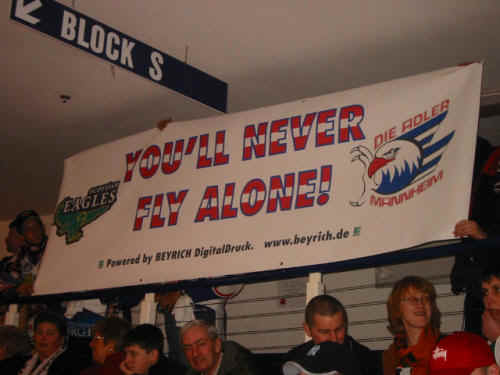 BLOCK S
YOU'LL NEVER
FLY ALONE!
EAGLES
DIE ADLER
MANNHEIM
Powered by BEYRICH DigitalDruck. www.beyrich.de